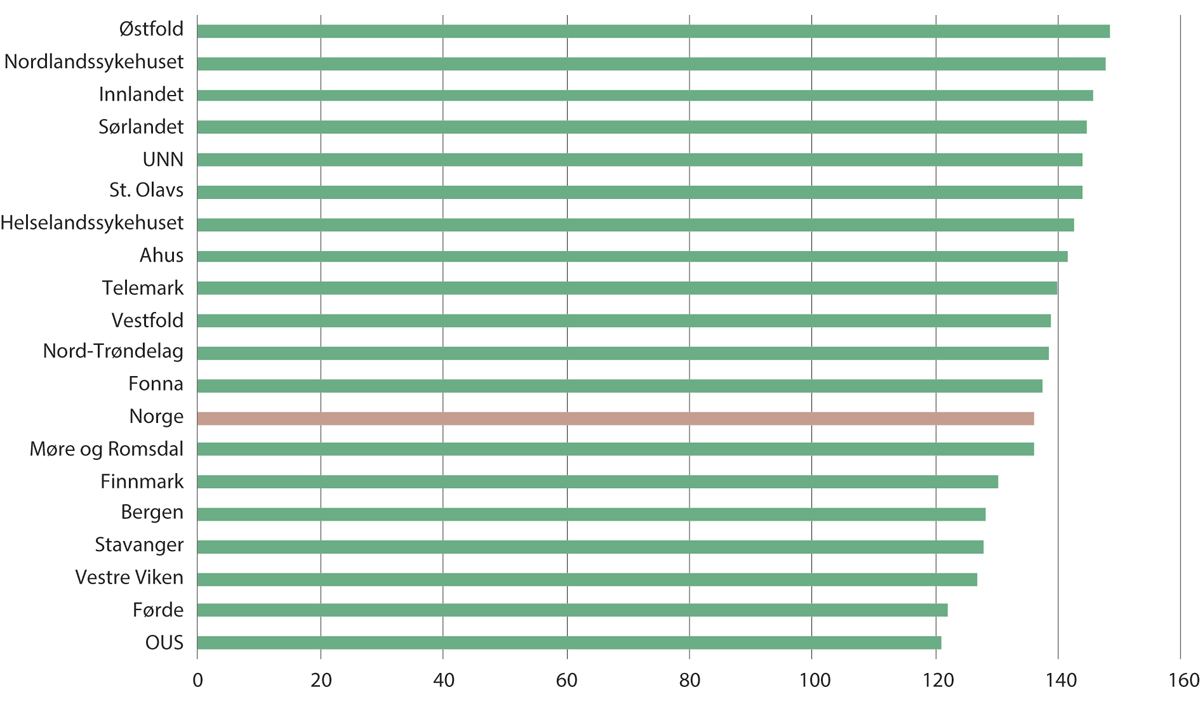 Østfold
Nordlandssykehuset
Innlandet
Sørlandet
UNN
St. Olavs
Helselandssykehuset
Ahus
Telemark
Vestfold
Nord-Trøndelag
Fonna
Norge
Møre og Romsdal
Finnmark
Bergen
Stavanger
Vestre Viken
Førde
OUS
0 20 40 60 80 100 120 140 160